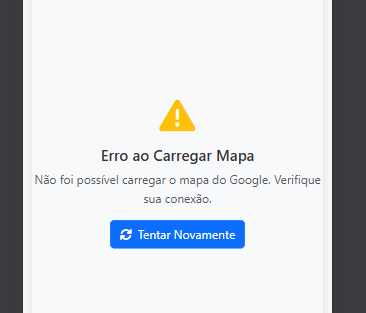 Erro ao Carregar Mapa
Não foi possível carregar o mapa do Google. Verifique
sua conexão.
Tentar Novamente